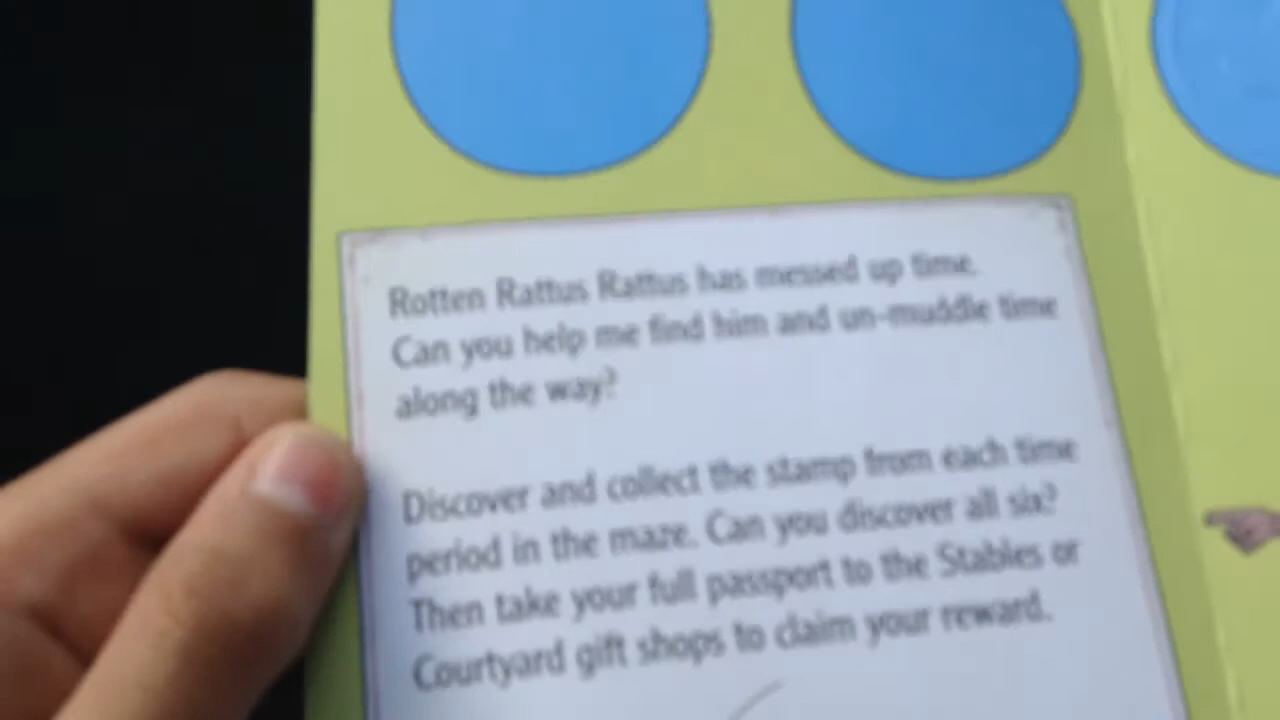 Rotten Rattus Rattus has messed up time.
Can you help me find him and un-muddle time
along the way?
Discover and collect the stamp from each time
period in the maze. Can you discover all six?
Then take your full passport to the Stables or
Courtyard gift shops to claim your reward.